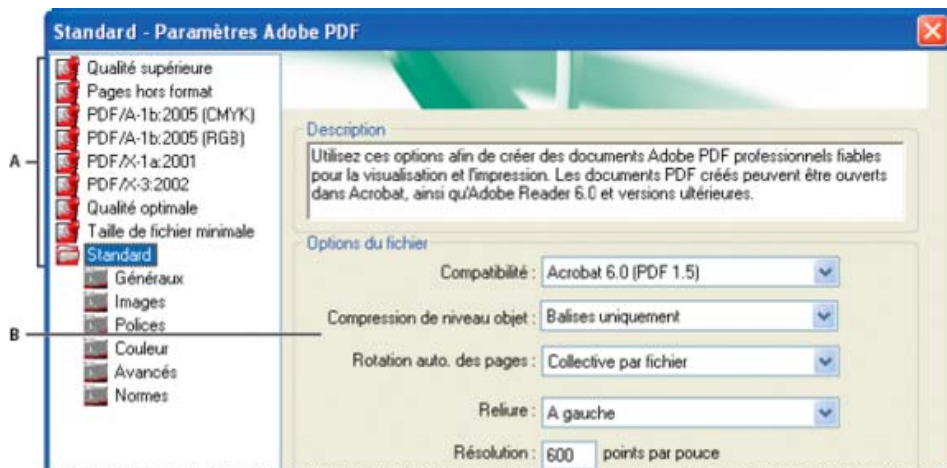 Standard - Paramètres Adobe PDF
A
Qualité supérieure
Pages hors format
PDF/A-1b:2005 (CMYK)
PDF/A-1b:2005 (RGB)
PDF/X-1a:2001
PDF/X-3:2002
Qualité optimale
Taille de fichier minimale
Standard
Généraux
Images
B
Polices
Couleur
Avancés
Normes
Description
Utilisez ces options afin de créer des documents Adobe PDF professionnels fiables
pour la visualisation et l'impression. Les documents PDF créés peuvent être ouverts
dans Acrobat, ainsi qu'Adobe Reader 6.0 et versions ultérieures.
Options du fichier
Compatibilité : Acrobat 6.0 (PDF 1.5)
Compression de niveau objet : Balises uniquement
Rotation auto. des pages : Collective par fichier
Reliure : A gauche
Résolution : 600 points par pouce